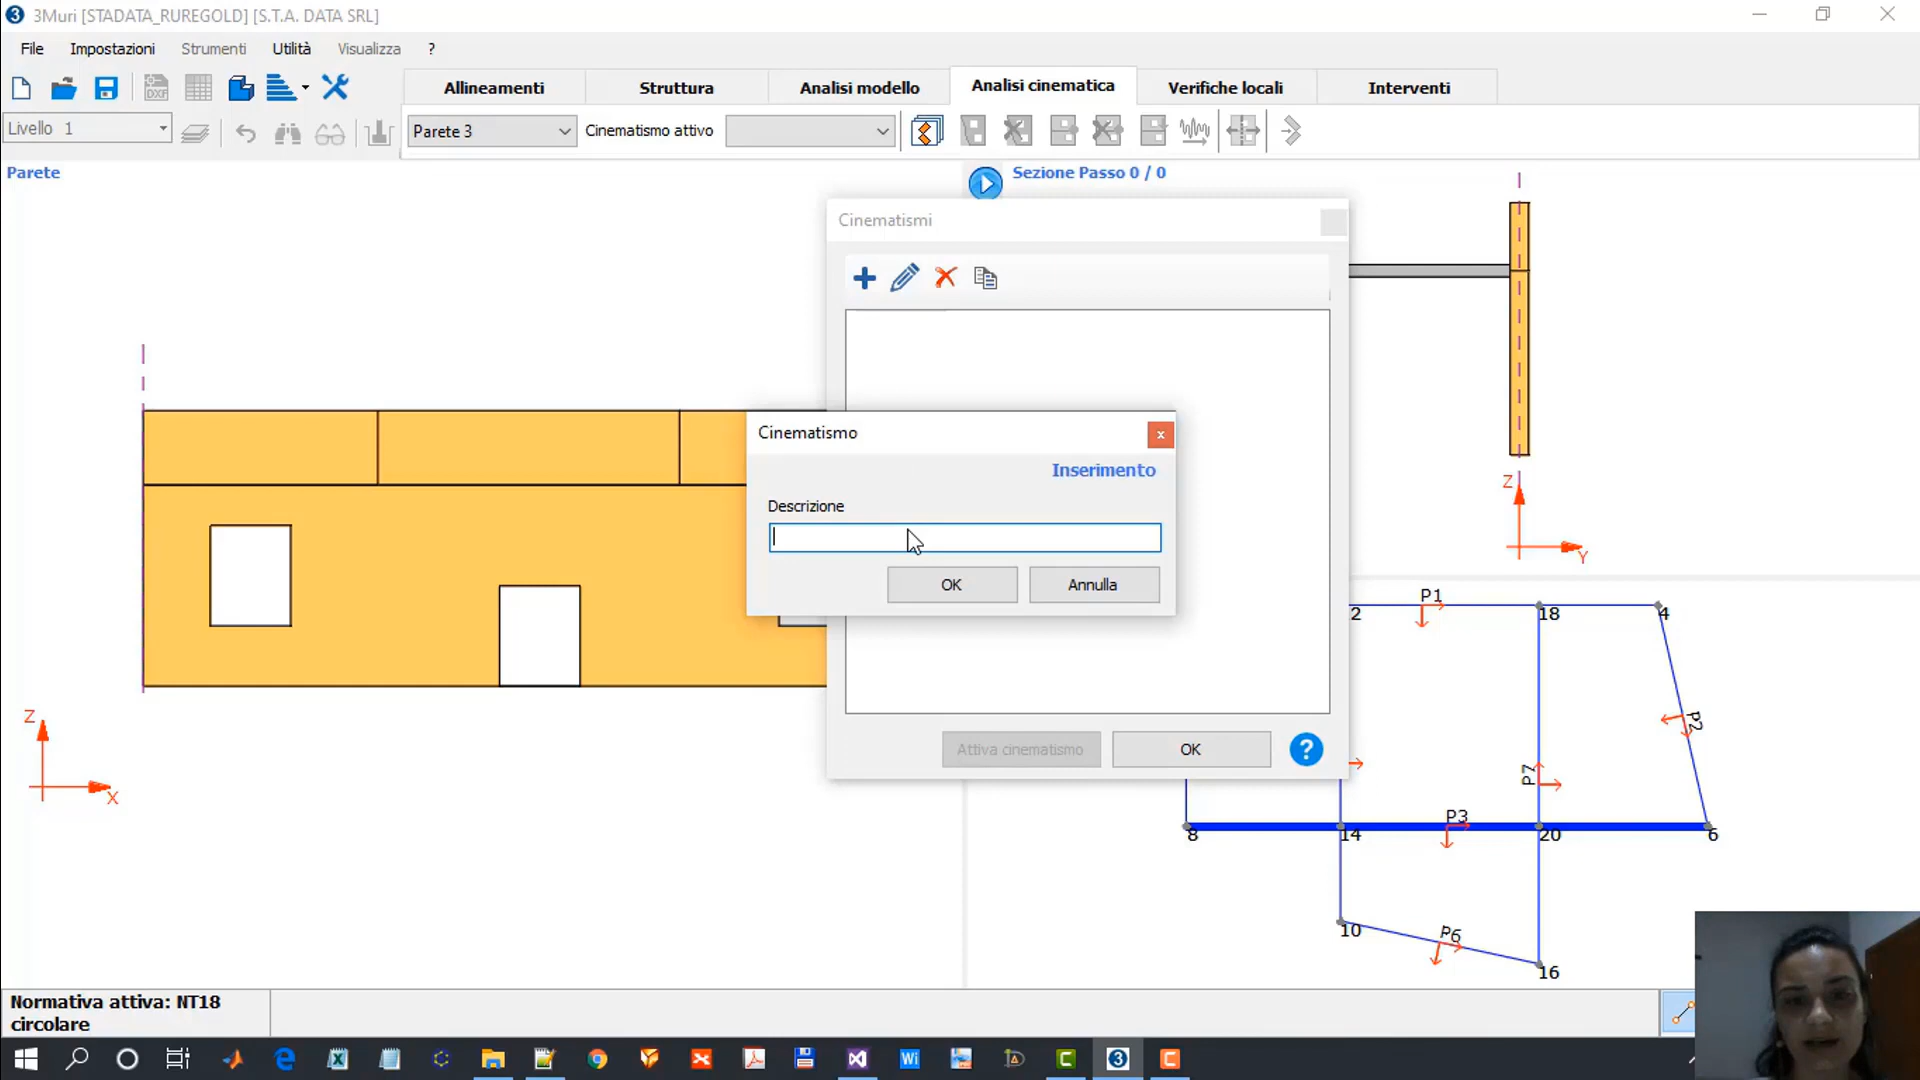 3Muri [STADATA_RUREGOLD] [S.T.A. DATA SRL]
File Impostazioni Strumenti Utilità Visualizza ?
Allineamenti Struttura Analisi modello Analisi cinematica Verifiche locali Interventi
Livello 1 Parete 3 Cinematismo attivo
Parete
Sezione Passo 0 / 0
Cinematismi
Cinematismo
Inserimento
Descrizione
OK Annulla
Attiva cinematismo OK ?
Z
X
Z
Y
P1
2 18 4
P2
P7
P3
8 14 20 6
P6
10
16
Normativa attiva: NT18
circolare